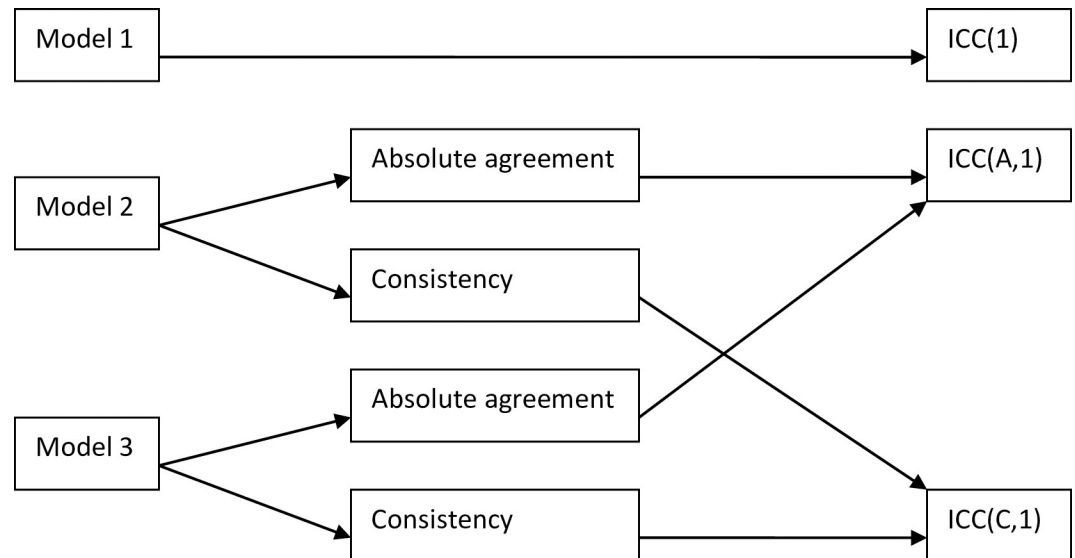 Model 1
ICC(1)
Absolute agreement
ICC(A,1)
Model 2
Consistency
Absolute agreement
Model 3
Consistency
ICC(C,1)